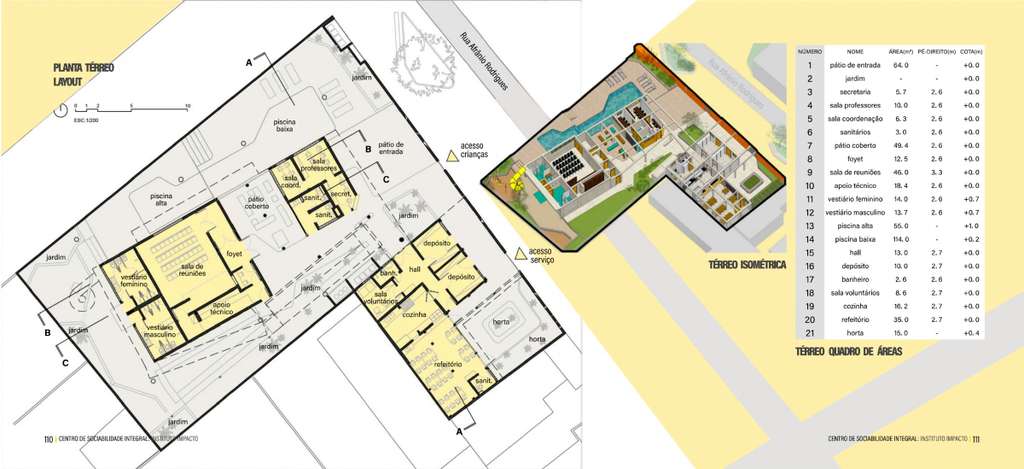 PLANTA TÉRREO
LAYOUT
0 1 2 5 10
ESC: 1/200
Rua Afrânio Rodrigues
A
jardim
piscina
baixa
B
pátio de
entrada
C
acesso
crianças
sala
professores
sala
coord.
secret.
sanit.
sanit.
piscina
alta
pátio
coberto
jardim
foyet
sala de
reuniões
jardim
vestiário
feminino
apoio
técnico
vestiário
masculino
jardim
B
C
jardim
jardim
jardim
depósito
hall
depósito
banh.
sala
voluntários
cozinha
acesso
serviço
horta
horta
refeitório
sanit.
A
Rua Afrânio Rodrigues
TÉRREO ISOMÉTRICA
NÚMERO NOME ÁREA(m²) PÉ-DIREITO(m) COTA(m)
1 pátio de entrada 64.0 - +0.0
2 jardim - - +0.0
3 secretaria 5.7 2.6 +0.0
4 sala professores 10.0 2.6 +0.0
5 sala coordenação 6.3 2.6 +0.0
6 sanitários 3.0 2.6 +0.0
7 pátio coberto 49.4 2.6 +0.0
8 foyet 12.5 2.6 +0.0
9 sala de reuniões 46.0 3.3 +0.0
10 apoio técnico 18.4 2.6 +0.0
11 vestiário feminino 14.0 2.6 +0.7
12 vestiário masculino 13.7 2.6 +0.7
13 piscina alta 55.0 - +1.0
14 piscina baixa 114.0 - +0.2
15 hall 13.0 2.7 +0.0
16 depósito 10.0 2.7 +0.0
17 banheiro 2.6 2.6 +0.0
18 sala voluntários 8.6 2.7 +0.0
19 cozinha 16.2 2.7 +0.0
20 refeitório 35.0 2.7 +0.0
21 horta 15.0 - +0.4
TÉRREO QUADRO DE ÁREAS
110 | CENTRO DE SOCIABILIDADE INTEGRAL: INSTITUTO IMPACTO
CENTRO DE SOCIABILIDADE INTEGRAL: INSTITUTO IMPACTO | 111